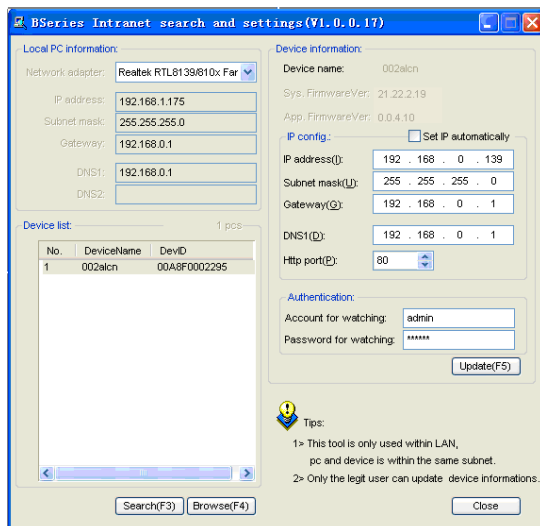 BSeries Intranet search and settings(V1.0.0.17)
Local PC information:
Network adapter: Realtek RTL8139/810x Far
IP address: 192.168.1.175
Subnet mask: 255.255.255.0
Gateway: 192.168.0.1
DNS1: 192.168.0.1
DNS2:
Device list: 1 pcs
No. DeviceName DevID
1 002alcn 00A8F0002295
Search(F3) Browse(F4)
Device information:
Device name: 002alcn
Sys. FirmwareVer: 21.22.2.19
App. FirmwareVer: 0.0.4.10
IP config.: Set IP automatically
IP address(I): 192 . 168 . 0 . 139
Subnet mask(U): 255 . 255 . 255 . 0
Gateway(G): 192 . 168 . 0 . 1
DNS1(D): 192 . 168 . 0 . 1
Http port(P): 80
Authentication:
Account for watching: admin
Password for watching: ******
Update(F5)
Tips:
1> This tool is only used within LAN,
pc and device is within the same subnet.
2> Only the legit user can update device informations.
Close